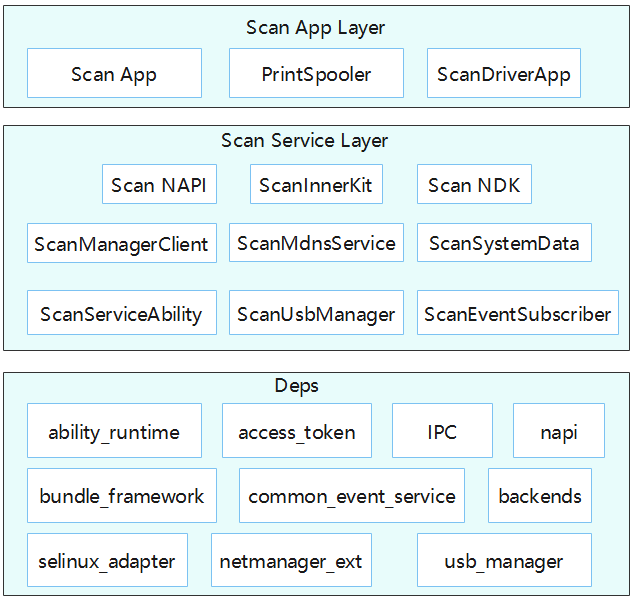 Scan App Layer
Scan App PrintSpooler ScanDriverApp
Scan Service Layer
Scan NAPI ScanInnerKit Scan NDK
ScanManagerClient ScanMdnsService ScanSystemData
ScanServiceAbility ScanUsbManager ScanEventSubscriber
Deps
ability_runtime access_token IPC napi
bundle_framework common_event_service backends
selinux_adapter netmanager_ext usb_manager